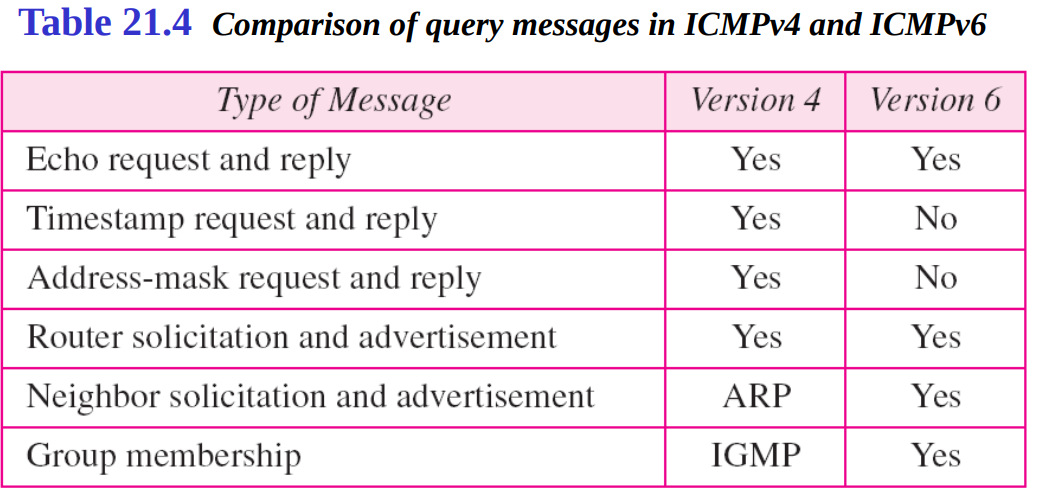 Table 21.4 Comparison of query messages in ICMPv4 and ICMPv6
Type of Message Version 4 Version 6
Echo request and reply Yes Yes
Timestamp request and reply Yes No
Address-mask request and reply Yes No
Router solicitation and advertisement Yes Yes
Neighbor solicitation and advertisement ARP Yes
Group membership IGMP Yes